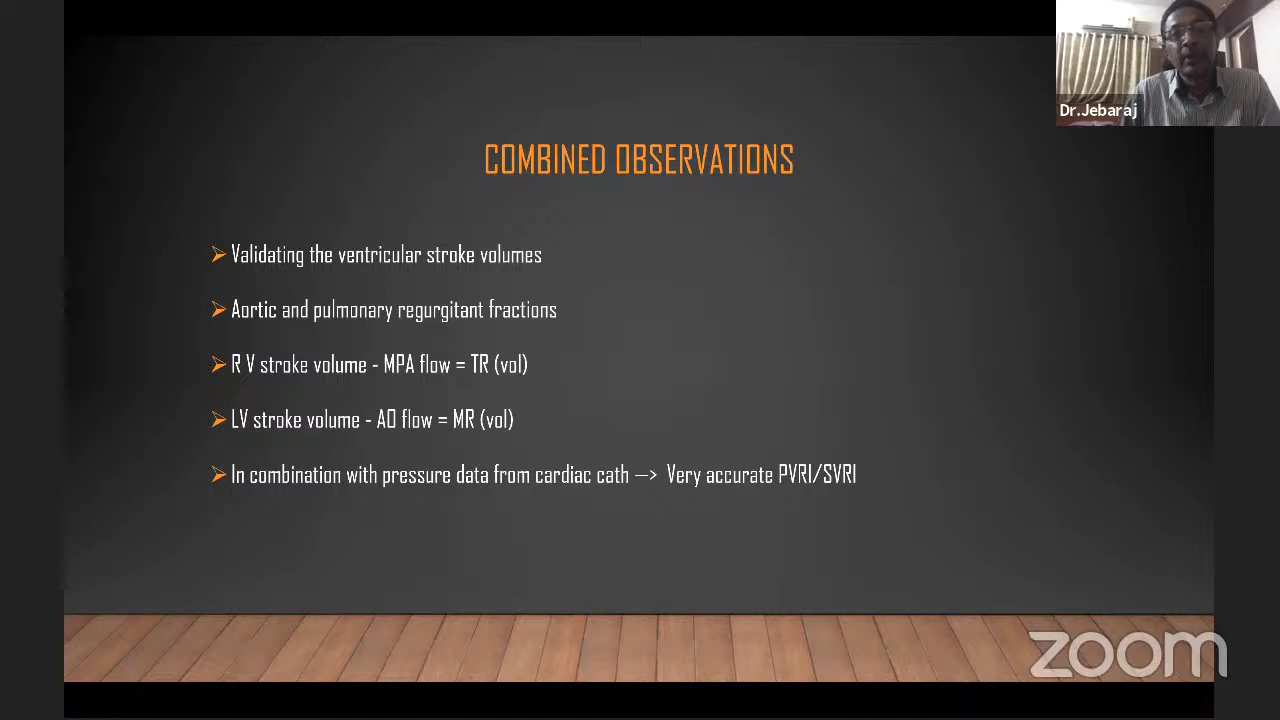 Dr.Jebaraj
COMBINED OBSERVATIONS
Validating the ventricular stroke volumes
Aortic and pulmonary regurgitant fractions
R V stroke volume - MPA flow = TR (vol)
LV stroke volume - AO flow = MR (vol)
In combination with pressure data from cardiac cath —> Very accurate PVRI/SVRI
zoom